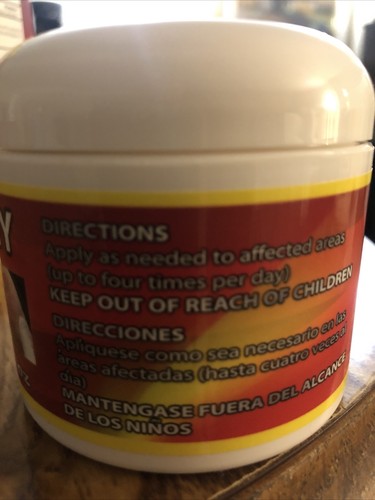 Y
DIRECTIONS
Apply as needed to affected areas
(up to four times per day)
KEEP OUT OF REACH OF CHILDREN
DIRECCIONES
Aplíquese como sea necesario en las
áreas afectadas (hasta cuatro veces a
día)
MANTENGASE FUERA DEL ALCANCE
DE LOS NIÑOS